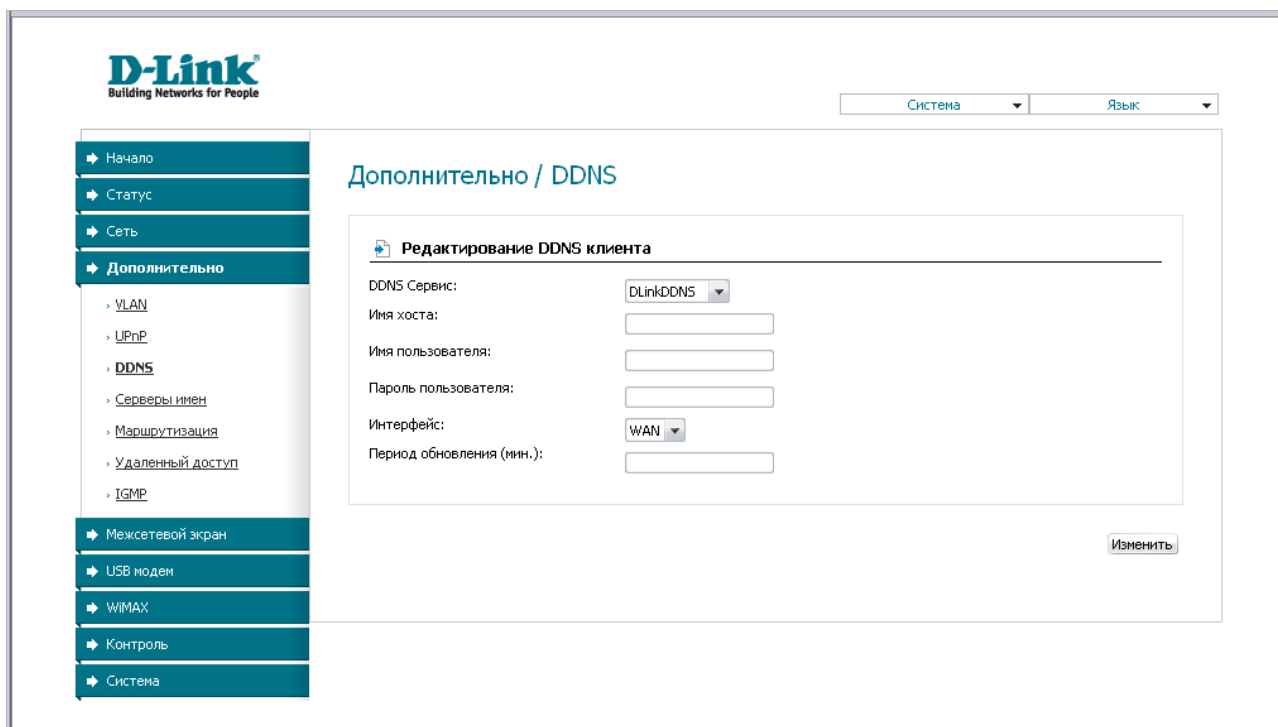 D-Link
Building Networks for People
Система
Язык
Начало
Статус
Сеть
Дополнительно
VLAN
UPnP
DDNS
Серверы имен
Маршрутизация
Удаленный доступ
IGMP
Межсетевой экран
USB модем
WiMAX
Контроль
Система
Дополнительно / DDNS
Редактирование DDNS клиента
DDNS Сервис: DLinkDDNS
Имя хоста:
Имя пользователя:
Пароль пользователя:
Интерфейс: WAN
Период обновления (мин.):
Изменить